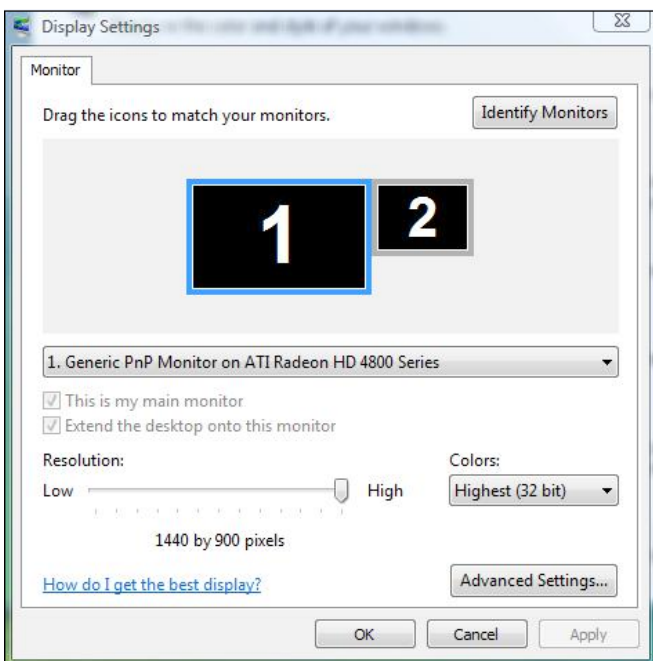 Display Settings
Monitor
Drag the icons to match your monitors.
Identify Monitors
1
2
1. Generic PnP Monitor on ATI Radeon HD 4800 Series
This is my main monitor
Extend the desktop onto this monitor
Resolution:
Colors:
Low
High
Highest (32 bit)
1440 by 900 pixels
How do I get the best display?
Advanced Settings...
OK
Cancel
Apply